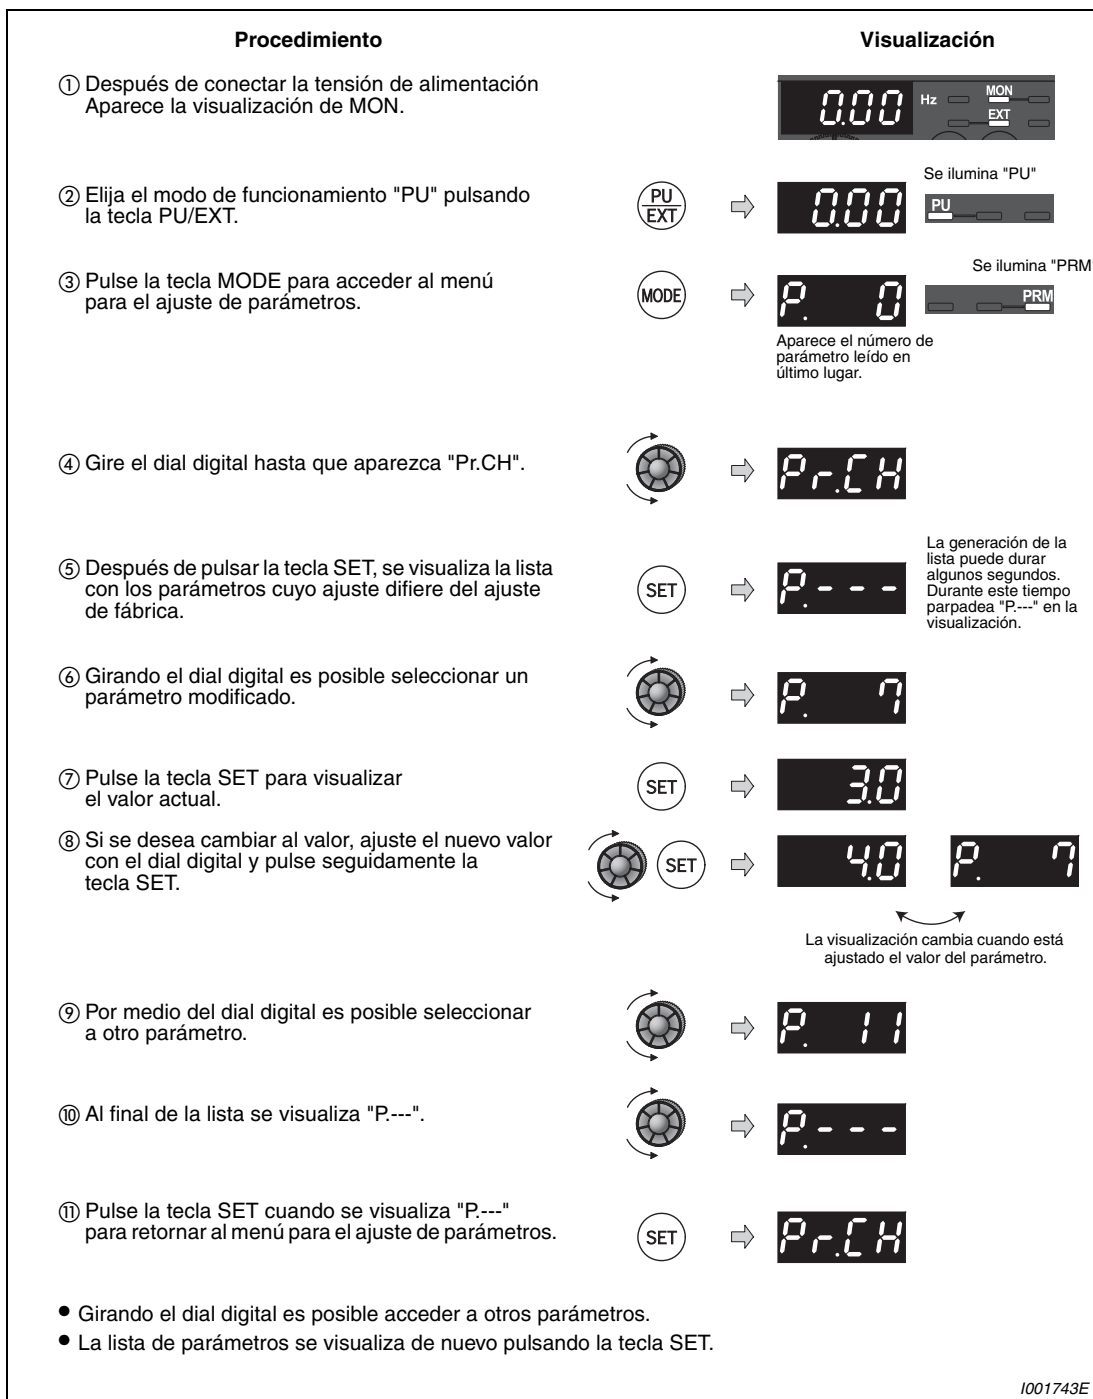 Procedimiento
Visualización
① Después de conectar la tensión de alimentación
Aparece la visualización de MON.
0.00
Hz
MON
EXT
② Elija el modo de funcionamiento "PU" pulsando
la tecla PU/EXT.
PU
EXT
0.00
Se ilumina "PU"
PU
③ Pulse la tecla MODE para acceder al menú
para el ajuste de parámetros.
MODE
P. 0
Se ilumina "PRM"
PRM
Aparece el número de
parámetro leído en
último lugar.
④ Gire el dial digital hasta que aparezca "Pr.CH".
Pr.CH
⑤ Después de pulsar la tecla SET, se visualiza la lista
con los parámetros cuyo ajuste difiere del ajuste
de fábrica.
SET
P.---
La generación de la
lista puede durar
algunos segundos.
Durante este tiempo
parpadea "P.---" en la
visualización.
⑥ Girando el dial digital es posible seleccionar un
parámetro modificado.
P. 7
⑦ Pulse la tecla SET para visualizar
el valor actual.
SET
3.0
⑧ Si se desea cambiar al valor, ajuste el nuevo valor
con el dial digital y pulse seguidamente la
tecla SET.
SET
4.0
P. 7
La visualización cambia cuando está
ajustado el valor del parámetro.
⑨ Por medio del dial digital es posible seleccionar
a otro parámetro.
P. 11
⑩ Al final de la lista se visualiza "P.---".
P.---
⑪ Pulse la tecla SET cuando se visualiza "P.---"
para retornar al menú para el ajuste de parámetros.
SET
Pr.CH
● Girando el dial digital es posible acceder a otros parámetros.
● La lista de parámetros se visualiza de nuevo pulsando la tecla SET.
I001743E